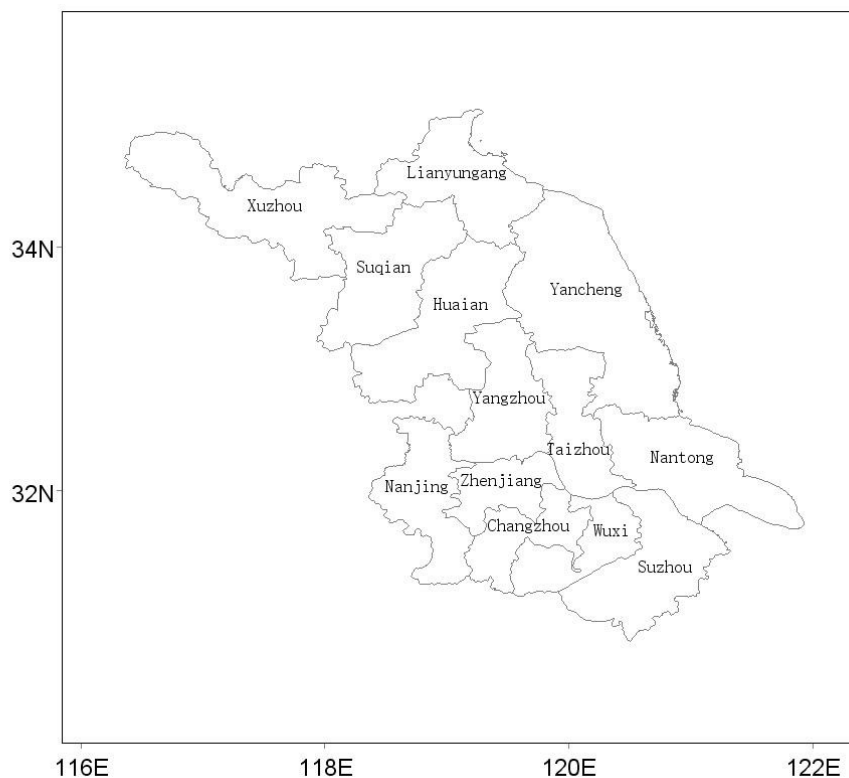 Lianyungang
Xuzhou
34N
Suqian
Yancheng
Huaian
Yangzhou
Taizhou
Nantong
Zhenjiang
Nanjing
32N
Changzhou
Wuxi
Suzhou
116E
118E
120E
122E